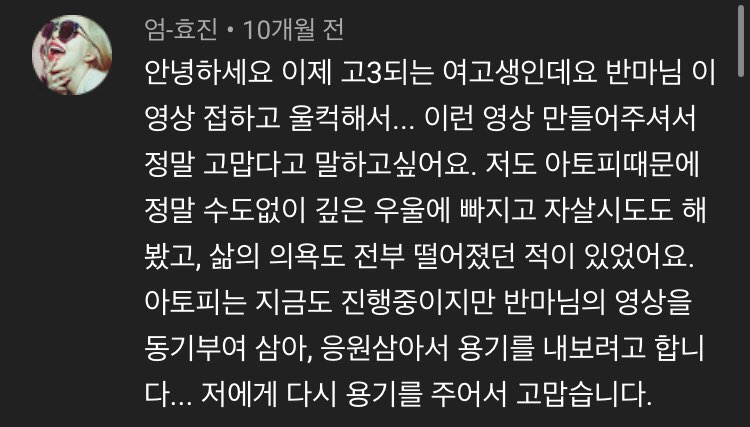 엄-효진 • 10개월 전
안녕하세요 이제 고3되는 여고생인데요 반마님 이
영상 접하고 울컥해서... 이런 영상 만들어주셔서
정말 고맙다고 말하고싶어요. 저도 아토피때문에
정말 수도없이 깊은 우울에 빠지고 자살시도도 해
봤고, 삶의 의욕도 전부 떨어졌던 적이 있었어요.
아토피는 지금도 진행중이지만 반마님의 영상을
동기부여 삼아, 응원삼아서 용기를 내보려고 합니
다... 저에게 다시 용기를 주어서 고맙습니다.